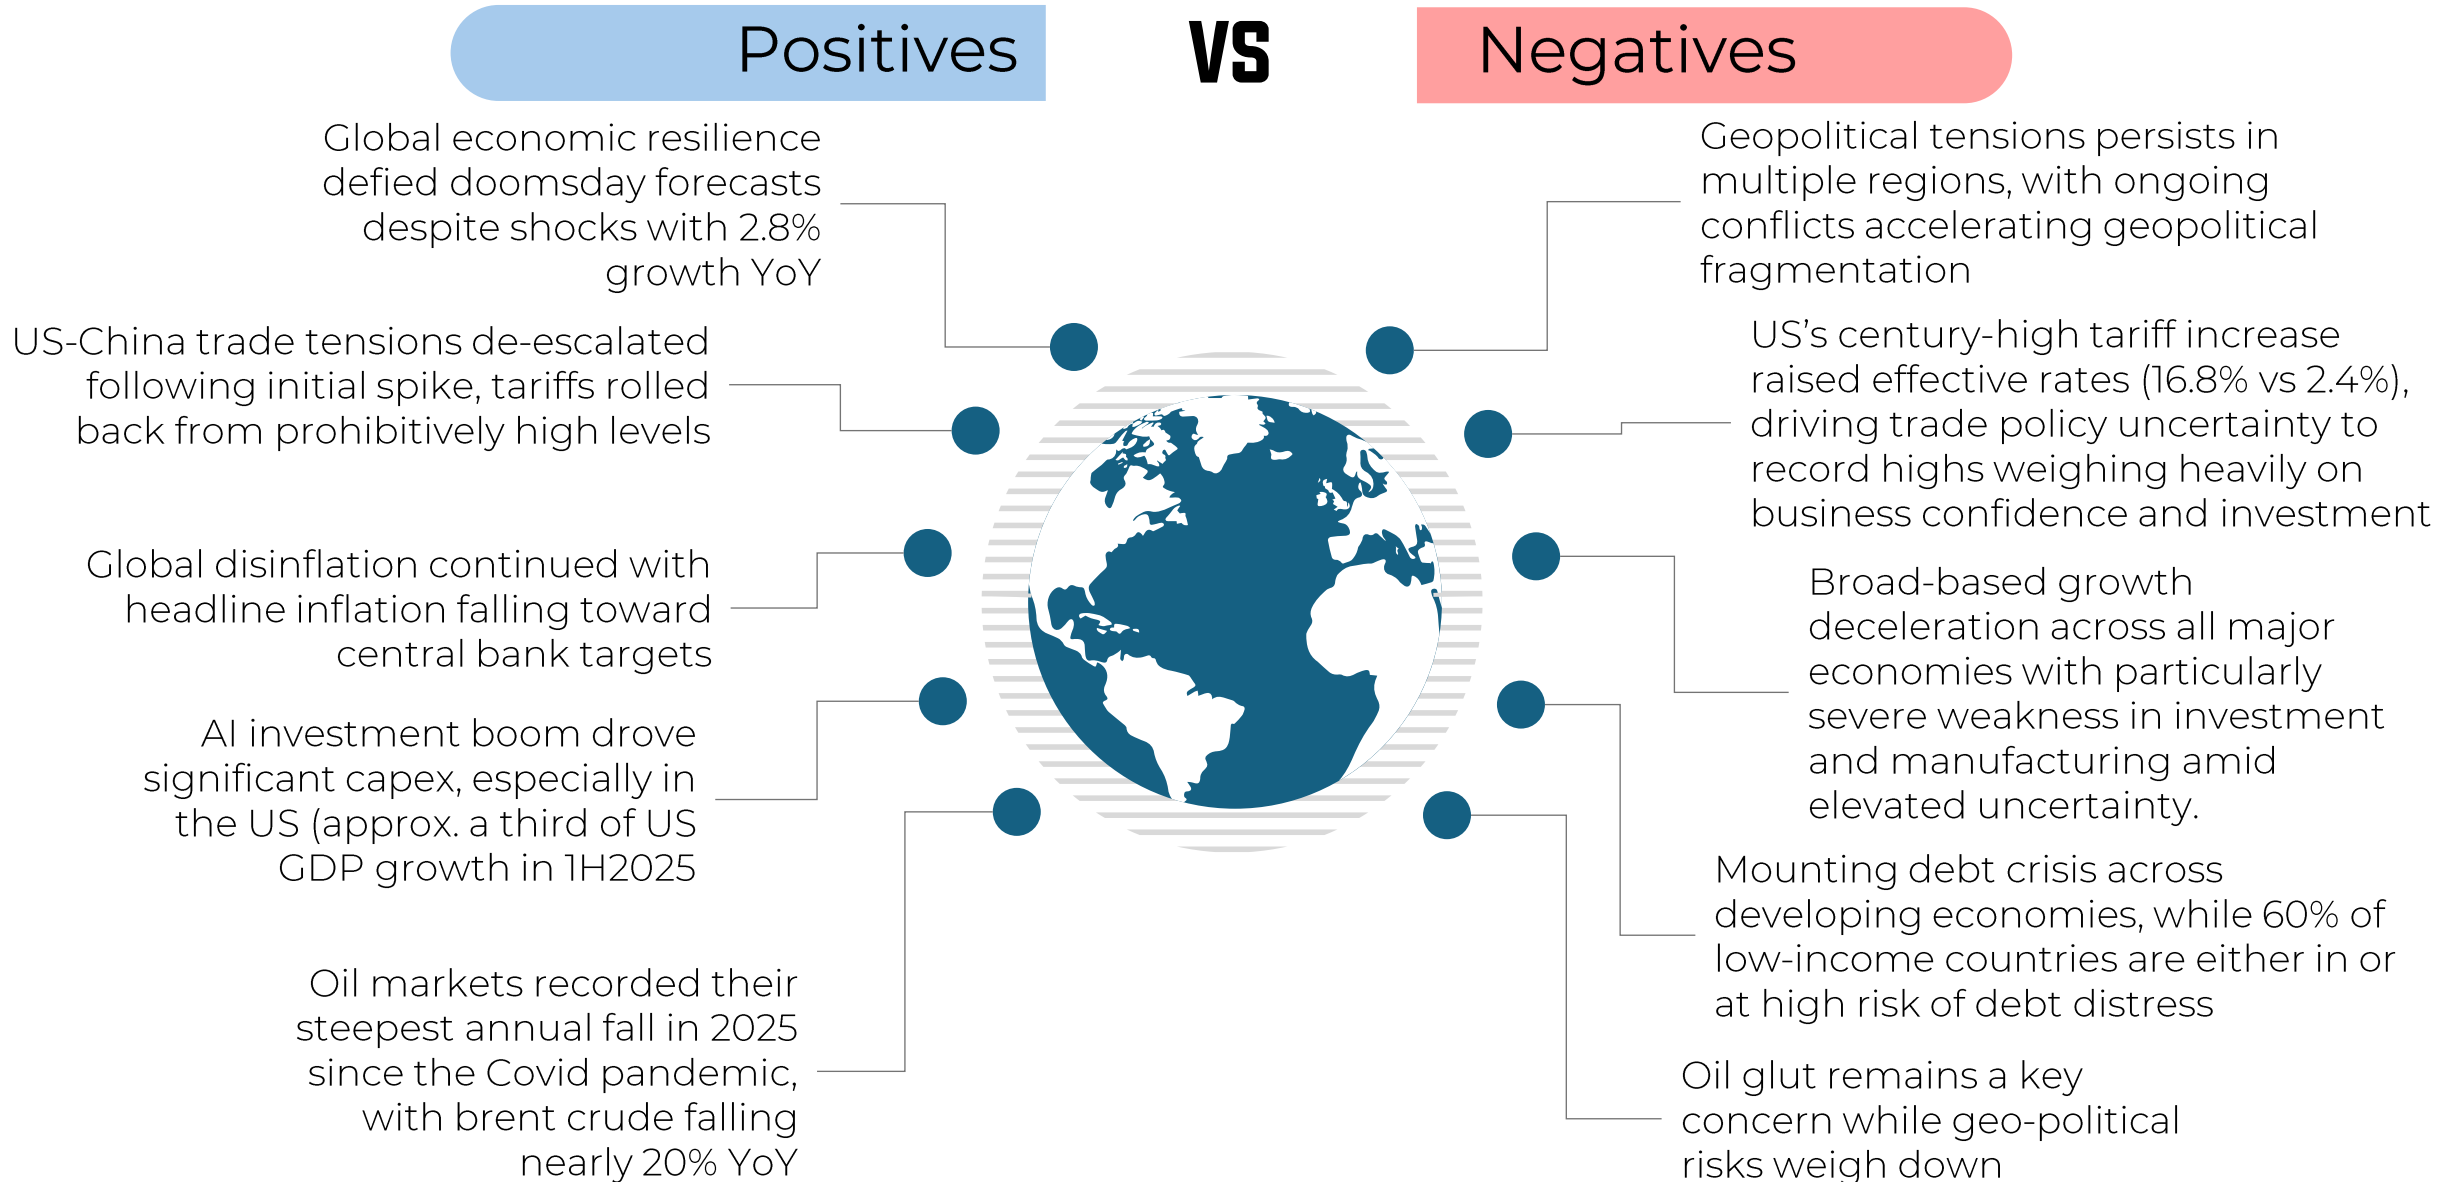 Positives
VS
Negatives
Global economic resilience
defied doomsday forecasts
despite shocks with 2.8%
growth YoY
US-China trade tensions de-escalated
following initial spike, tariffs rolled
back from prohibitively high levels
Global disinflation continued with
headline inflation falling toward
central bank targets
AI investment boom drove
significant capex, especially in
the US (approx. a third of US
GDP growth in 1H2025
Oil markets recorded their
steepest annual fall in 2025
since the Covid pandemic,
with brent crude falling
nearly 20% YoY
Geopolitical tensions persists in
multiple regions, with ongoing
conflicts accelerating geopolitical
fragmentation
US’s century-high tariff increase
raised effective rates (16.8% vs 2.4%),
driving trade policy uncertainty to
record highs weighing heavily on
business confidence and investment
Broad-based growth
deceleration across all major
economies with particularly
severe weakness in investment
and manufacturing amid
elevated uncertainty.
Mounting debt crisis across
developing economies, while 60% of
low-income countries are either in or
at high risk of debt distress
Oil glut remains a key
concern while geo-political
risks weigh down